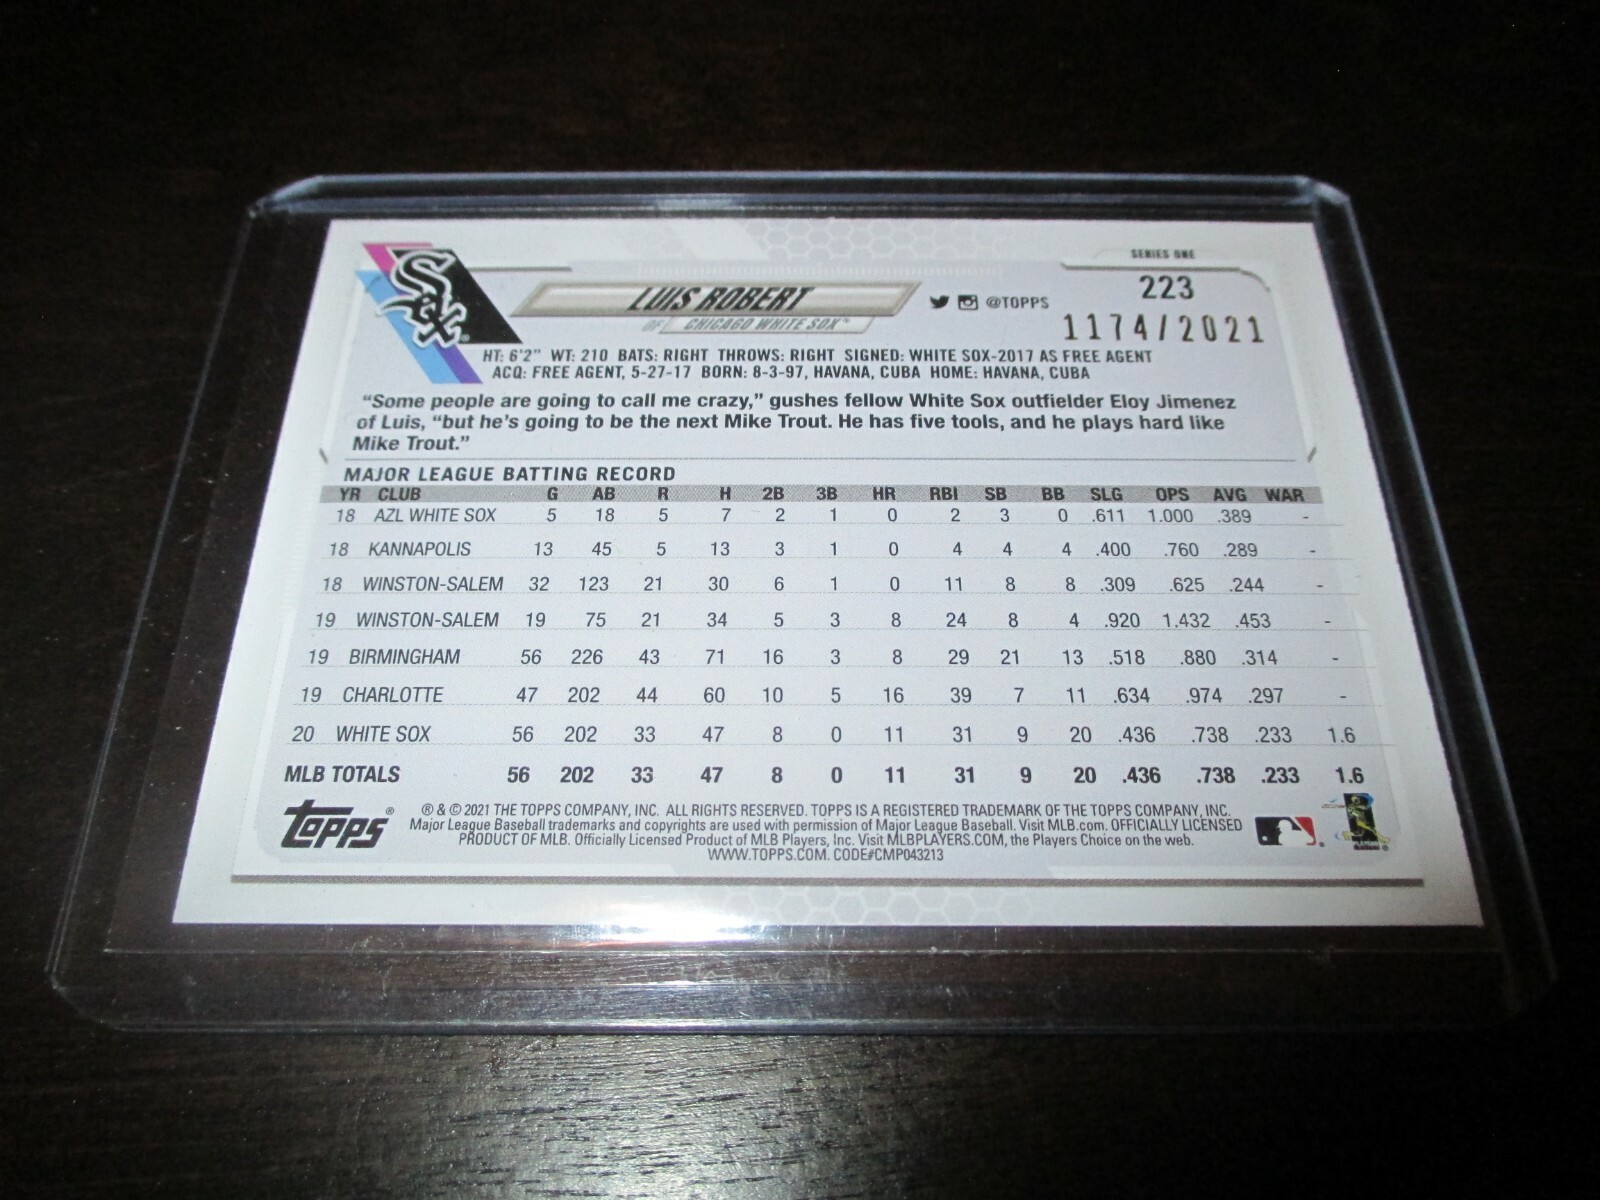 SERIES ONE
Sox
LUIS ROBERT
223
@TOPPS
OF CHICAGO WHITE SOX™
1174/2021
HT: 6'2" WT: 210 BATS: RIGHT THROWS: RIGHT SIGNED: WHITE SOX-2017 AS FREE AGENT
ACQ: FREE AGENT, 5-27-17 BORN: 8-3-97, HAVANA, CUBA HOME: HAVANA, CUBA
“Some people are going to call me crazy,” gushes fellow White Sox outfielder Eloy Jimenez
of Luis, “but he’s going to be the next Mike Trout. He has five tools, and he plays hard like
Mike Trout.”
MAJOR LEAGUE BATTING RECORD
YR CLUB G AB R H 2B 3B HR RBI SB BB SLG OPS AVG WAR
18 AZL WHITE SOX 5 18 5 7 2 1 0 2 3 0 .611 1.000 .389 -
18 KANNAPOLIS 13 45 5 13 3 1 0 4 4 4 .400 .760 .289 -
18 WINSTON-SALEM 32 123 21 30 6 1 0 11 8 8 .309 .625 .244 -
19 WINSTON-SALEM 19 75 21 34 5 3 8 24 8 4 .920 1.432 .453 -
19 BIRMINGHAM 56 226 43 71 16 3 8 29 21 13 .518 .880 .314 -
19 CHARLOTTE 47 202 44 60 10 5 16 39 7 11 .634 .974 .297 -
20 WHITE SOX 56 202 33 47 8 0 11 31 9 20 .436 .738 .233 1.6
MLB TOTALS 56 202 33 47 8 0 11 31 9 20 .436 .738 .233 1.6
topps®
® & © 2021 THE TOPPS COMPANY, INC. ALL RIGHTS RESERVED. TOPPS IS A REGISTERED TRADEMARK OF THE TOPPS COMPANY, INC.
Major League Baseball trademarks and copyrights are used with permission of Major League Baseball. Visit MLB.com. OFFICIALLY LICENSED
PRODUCT OF MLB. Officially Licensed Product of MLB Players, Inc. Visit MLBPLAYERS.COM, the Players Choice on the web.
WWW.TOPPS.COM. CODE#CMP043213